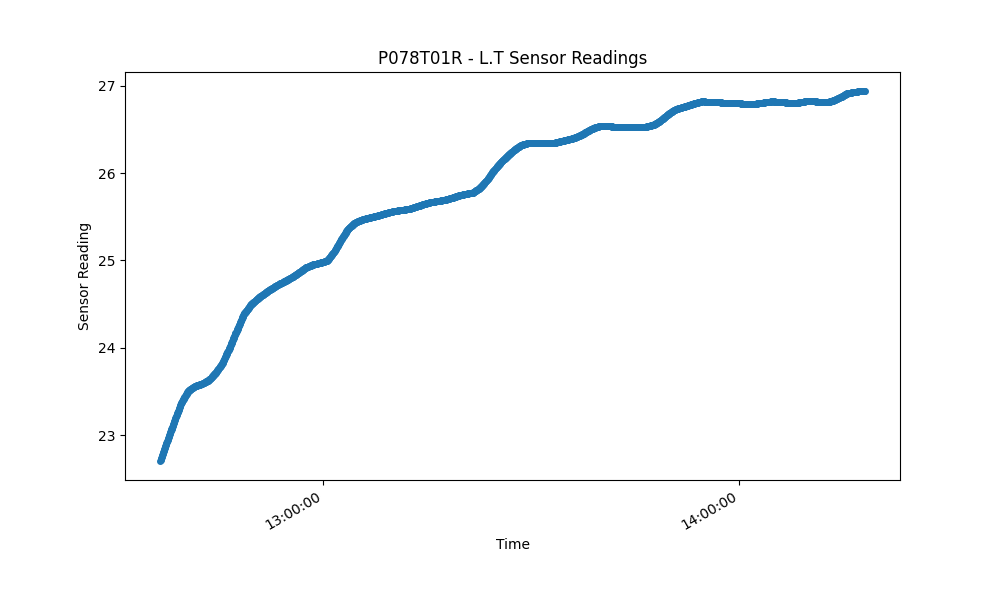 P078T01R - L.T Sensor Readings
27
26
25
24
23
Sensor Reading
13:00:00
14:00:00
Time